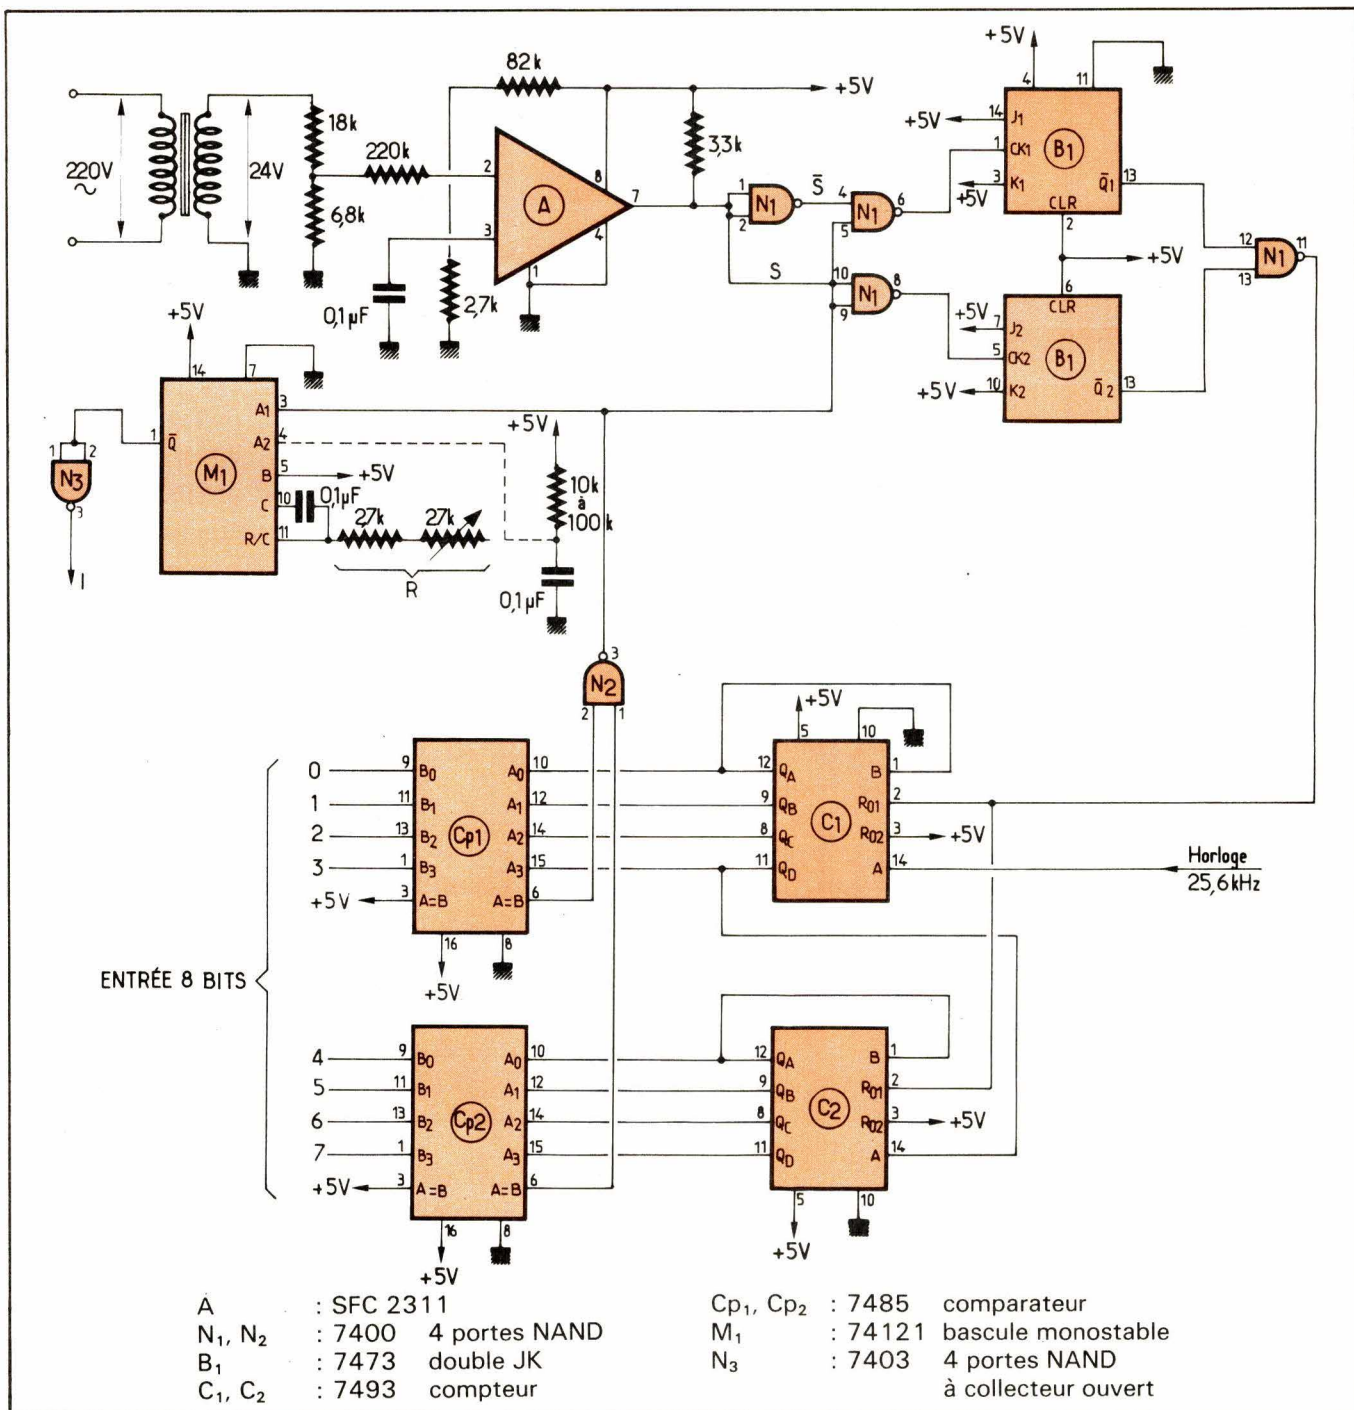 220V
~
24V
18k
6,8k
220k
82k
+5V
3,3k
2
3
A
8
7
4
1
0,1µF
2,7k
1
2
N1
S̄
4
5
N1
6
S
10
9
N1
8
+5V
4
11
+5V
14
J1
1
CK1
3
K1
+5V
B1
Q̄1
13
CLR
2
+5V
6
CLR
+5V
7
J2
5
CK2
+5V
10
K2
B1
Q̄2
13
12
13
N1
11
+5V
14
7
A1
3
A2
4
B
5
+5V
C
10
0,1µF
R/C
11
27k
27k
R
M1
Q̄
1
1
2
N3
3
I
+5V
10k
à
100k
0,1µF
3
N2
2
1
ENTRÉE 8 BITS
0
9
B0
A0
10
1
11
B1
A1
12
2
13
B2
A2
14
3
1
B3
A3
15
+5V
3
A=B
A=B
6
Cp1
16
8
+5V
+5V
5
10
12
QA
B
1
9
QB
R01
2
8
QC
R02
3
+5V
11
QD
A
14
C1
Horloge
25,6kHz
4
9
B0
A0
10
5
11
B1
A1
12
6
13
B2
A2
14
7
1
B3
A3
15
+5V
3
A=B
A=B
6
Cp2
16
8
+5V
12
QA
B
1
9
QB
R01
2
8
QC
R02
3
+5V
11
QD
A
14
C2
5
10
+5V
A : SFC 2311
N1, N2 : 7400 4 portes NAND
B1 : 7473 double JK
C1, C2 : 7493 compteur
Cp1, Cp2 : 7485 comparateur
M1 : 74121 bascule monostable
N3 : 7403 4 portes NAND
à collecteur ouvert